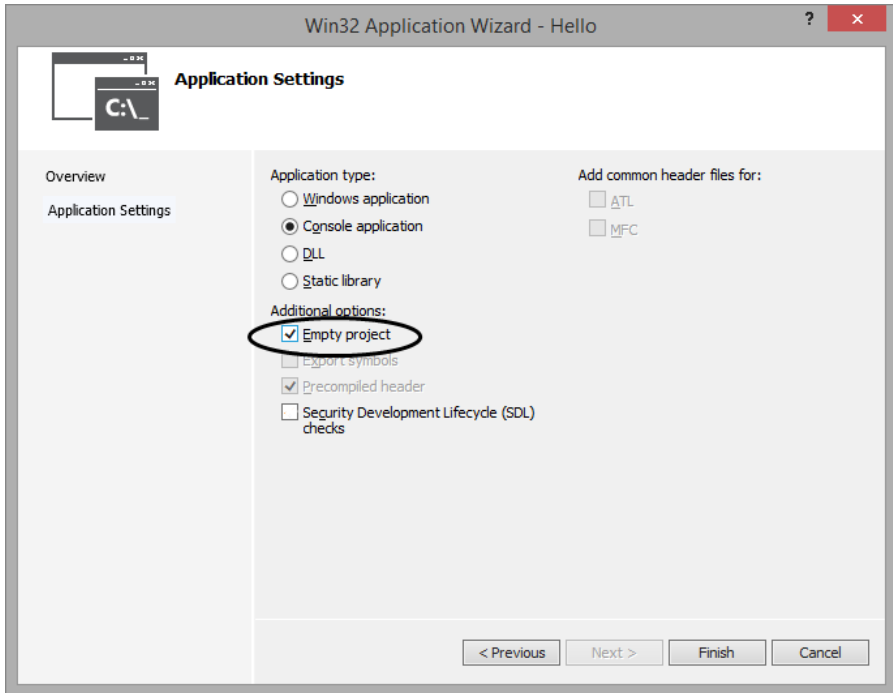 Win32 Application Wizard - Hello
?
C:\_
Application Settings
Overview
Application Settings
Application type:
Windows application
Console application
DLL
Static library
Additional options:
Empty project
Export symbols
Precompiled header
Security Development Lifecycle (SDL)
checks
Add common header files for:
ATL
MFC
< Previous
Next >
Finish
Cancel